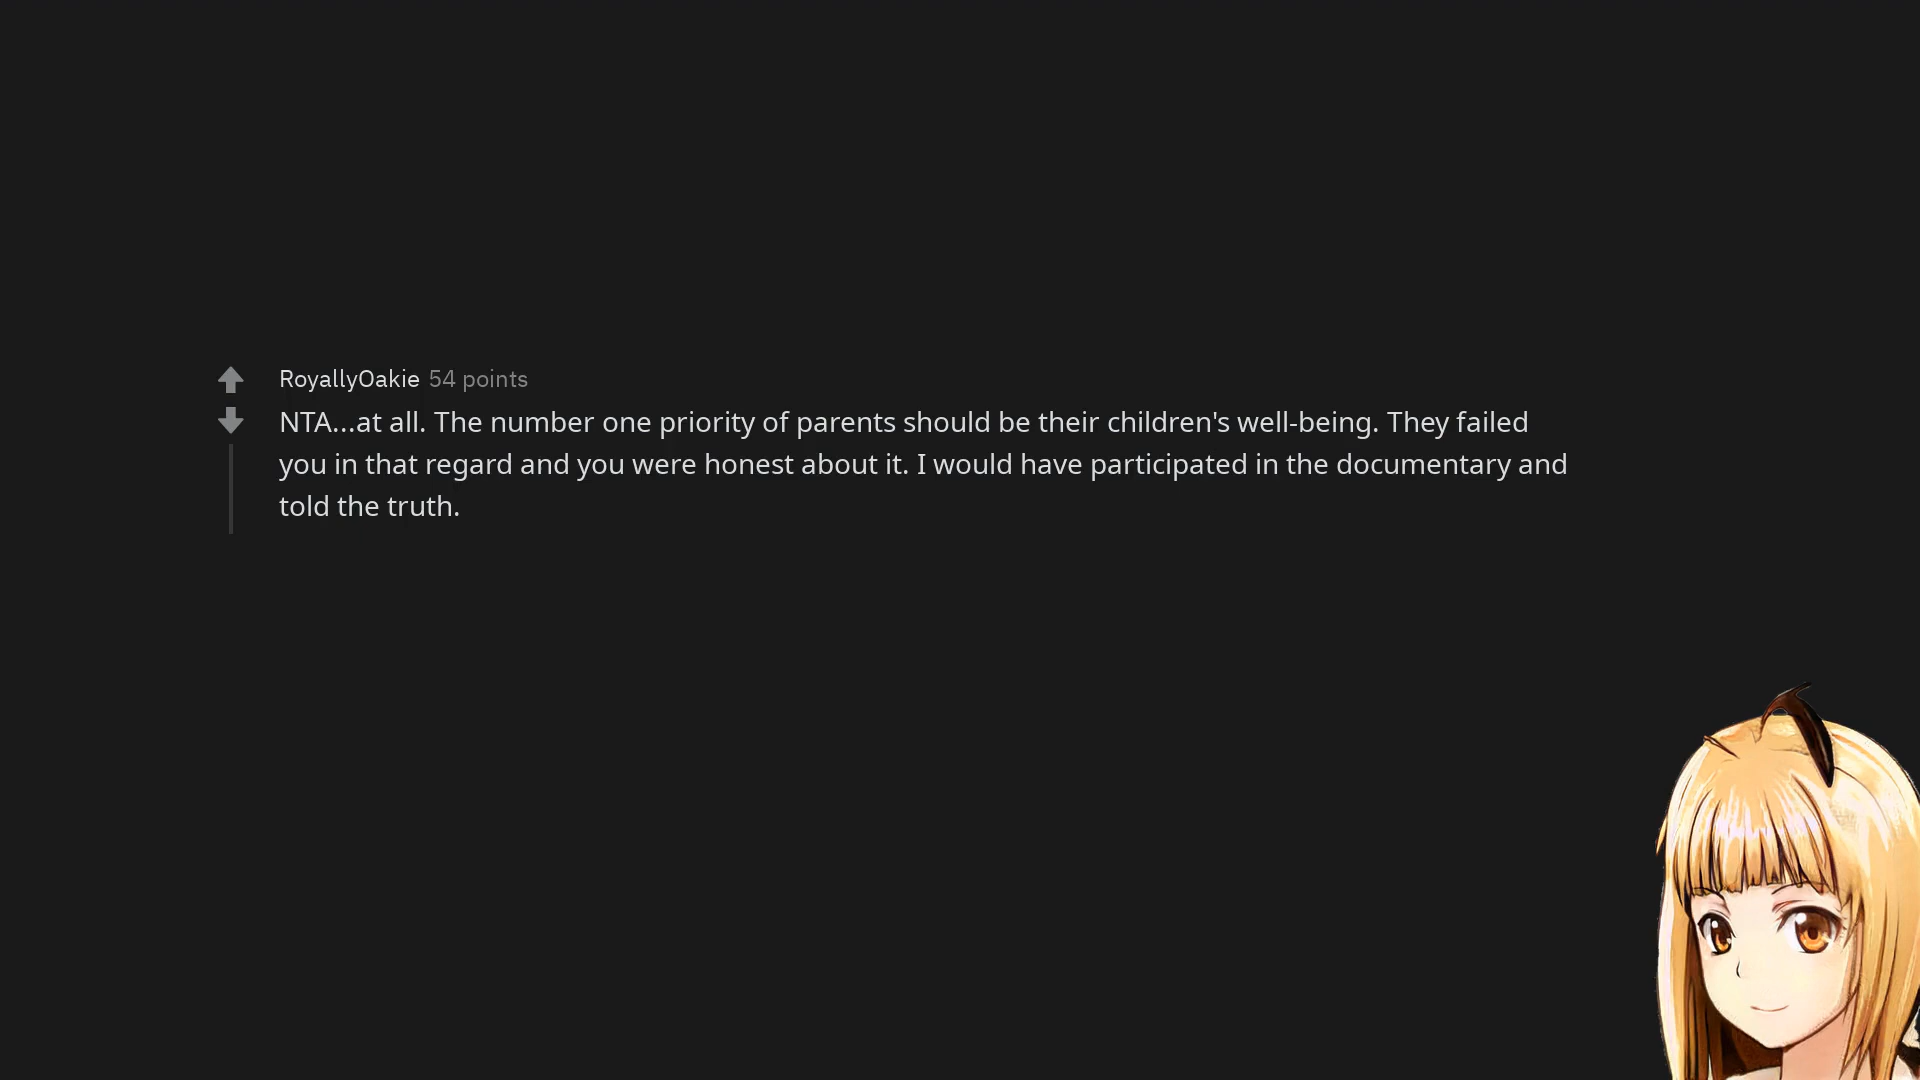 RoyallyOakie 54 points
NTA...at all. The number one priority of parents should be their children's well-being. They failed
you in that regard and you were honest about it. I would have participated in the documentary and
told the truth.